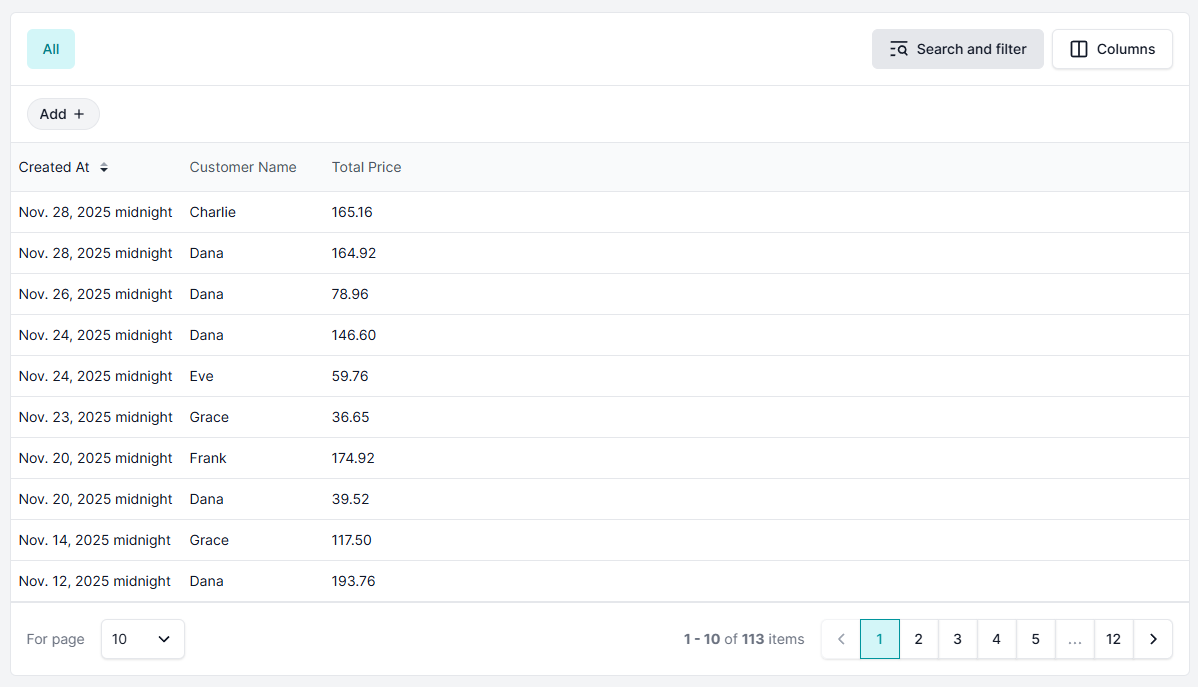 All
Search and filter
Columns
Add +
Created At Customer Name Total Price
Nov. 28, 2025 midnight Charlie 165.16
Nov. 28, 2025 midnight Dana 164.92
Nov. 26, 2025 midnight Dana 78.96
Nov. 24, 2025 midnight Dana 146.60
Nov. 24, 2025 midnight Eve 59.76
Nov. 23, 2025 midnight Grace 36.65
Nov. 20, 2025 midnight Frank 174.92
Nov. 20, 2025 midnight Dana 39.52
Nov. 14, 2025 midnight Grace 117.50
Nov. 12, 2025 midnight Dana 193.76
For page 10 1 - 10 of 113 items 1 2 3 4 5 ... 12